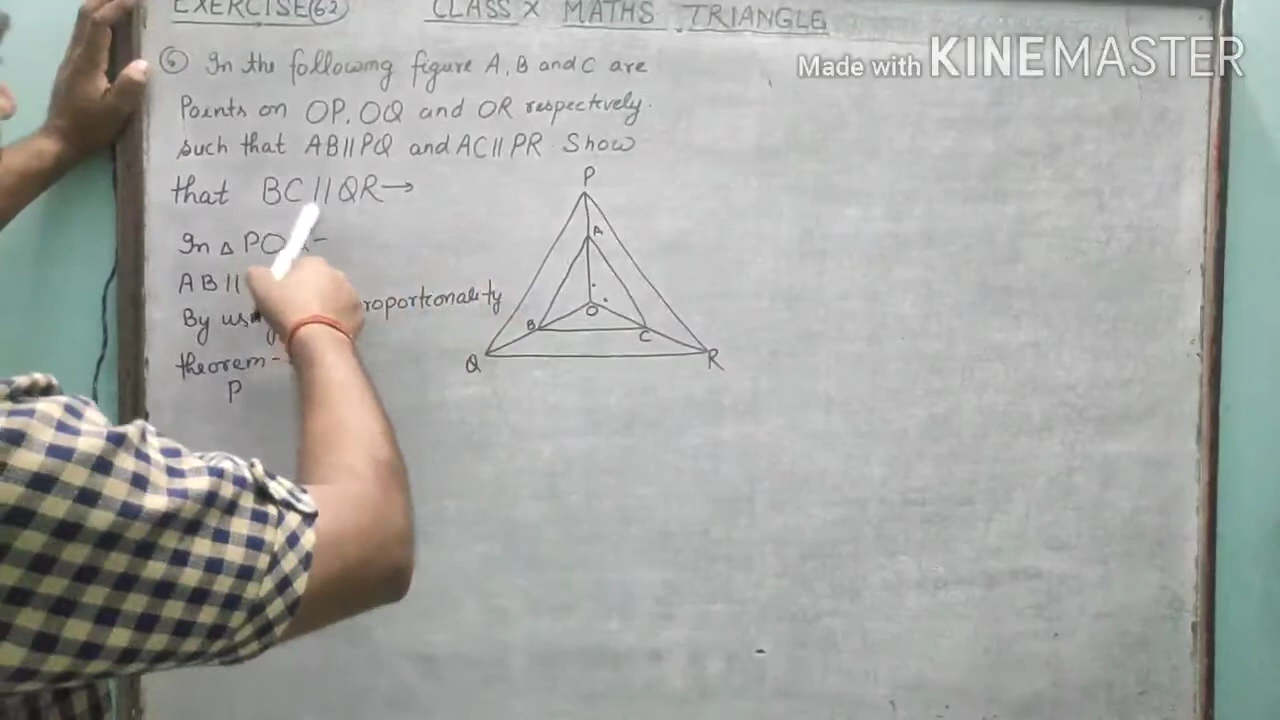 EXERCISE(6.2) CLASS X MATHS TRIANGLE
Made with KINEMASTER
⑥ In the following figure A, B and C are
Points on OP, OQ and OR respectively.
such that AB||PQ and AC||PR Show
that BC||QR→
In △ PO
AB||
By using roportionality
theorem-
P
P
A
O
B
C
Q
R